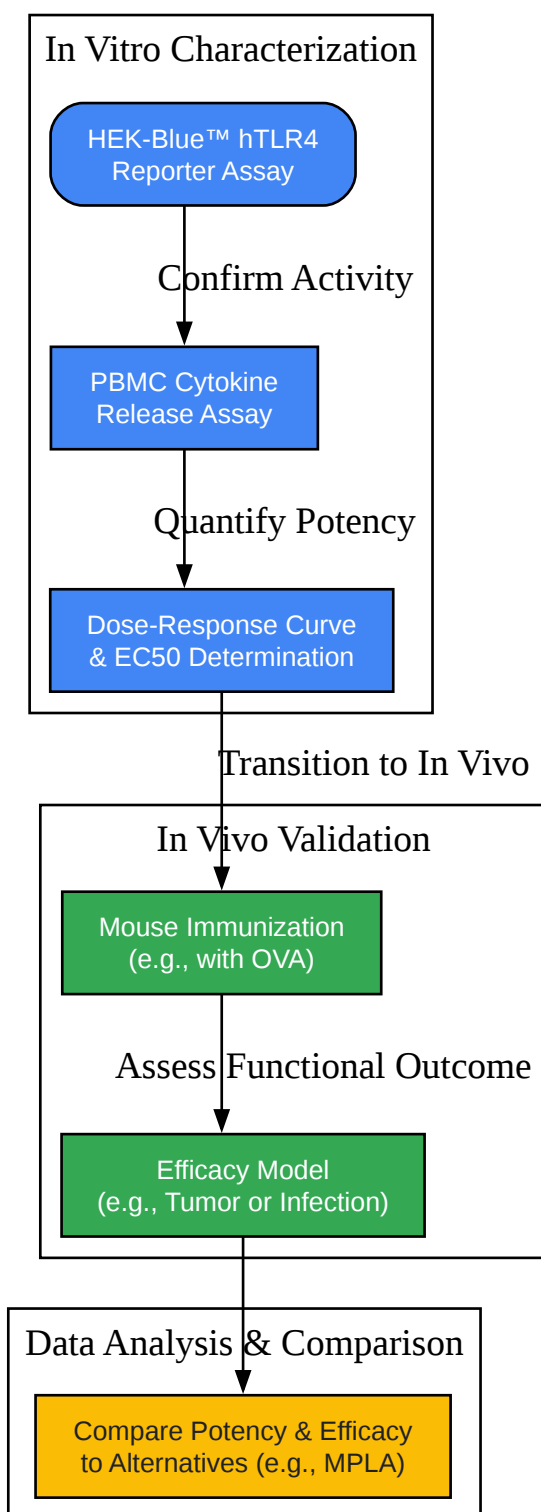 In Vitro Characterization
HEK-Blue™ hTLR4
Reporter Assay
Confirm Activity
PBMC Cytokine
Release Assay
Quantify Potency
Dose-Response Curve
& EC50 Determination
Transition to In Vivo
In Vivo Validation
Mouse Immunization
(e.g., with OVA)
Assess Functional Outcome
Efficacy Model
(e.g., Tumor or Infection)
Data Analysis & Comparison
Compare Potency & Efficacy
to Alternatives (e.g., MPLA)